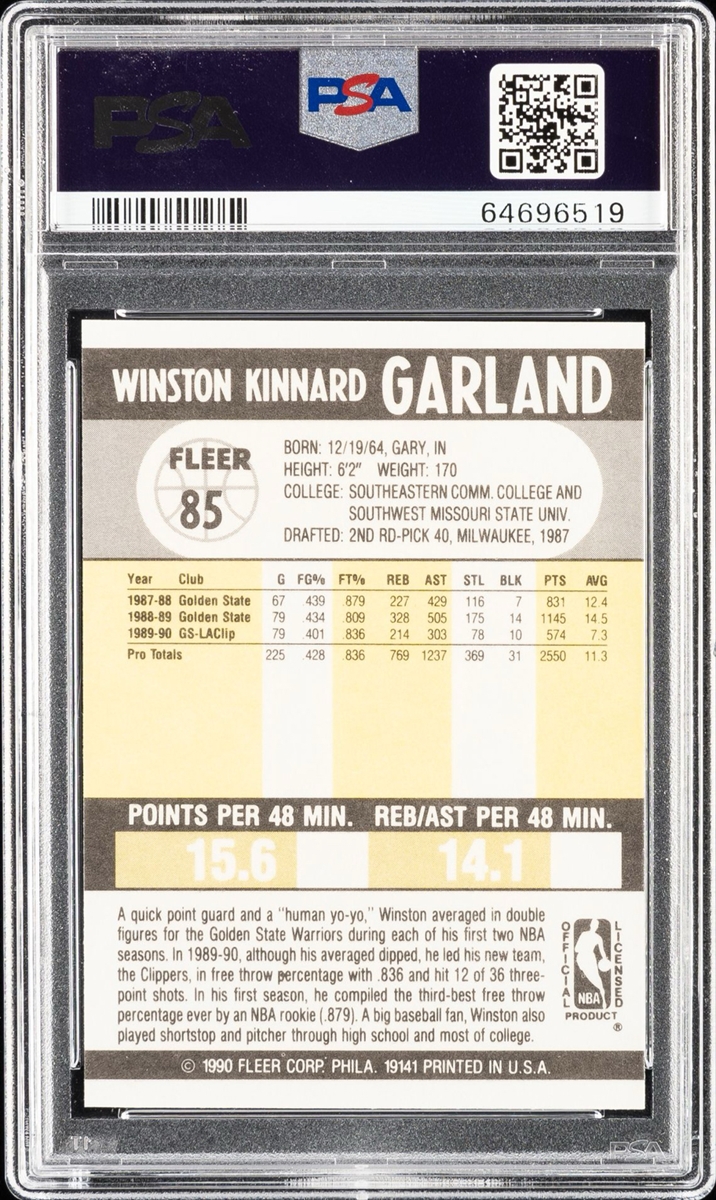 PSA
PSA
64696519
WINSTON KINNARD GARLAND
FLEER
85
BORN: 12/19/64, GARY, IN
HEIGHT: 6'2" WEIGHT: 170
COLLEGE: SOUTHEASTERN COMM. COLLEGE AND
SOUTHWEST MISSOURI STATE UNIV.
DRAFTED: 2ND RD-PICK 40, MILWAUKEE, 1987
Year Club G FG% FT% REB AST STL BLK PTS AVG
1987-88 Golden State 67 .439 .879 227 429 116 7 831 12.4
1988-89 Golden State 79 .434 .809 328 505 175 14 1145 14.5
1989-90 GS-LAClip 79 .401 .836 214 303 78 10 574 7.3
Pro Totals 225 .428 .836 769 1237 369 31 2550 11.3
POINTS PER 48 MIN. REB/AST PER 48 MIN.
15.6 14.1
A quick point guard and a "human yo-yo," Winston averaged in double
figures for the Golden State Warriors during each of his first two NBA
seasons. In 1989-90, although his averaged dipped, he led his new team,
the Clippers, in free throw percentage with .836 and hit 12 of 36 three-
point shots. In his first season, he compiled the third-best free throw
percentage ever by an NBA rookie (.879). A big baseball fan, Winston also
played shortstop and pitcher through high school and most of college.
OFFICIAL
NBA
LICENSED
PRODUCT
®
© 1990 FLEER CORP. PHILA. 19141 PRINTED IN U.S.A.
PSA